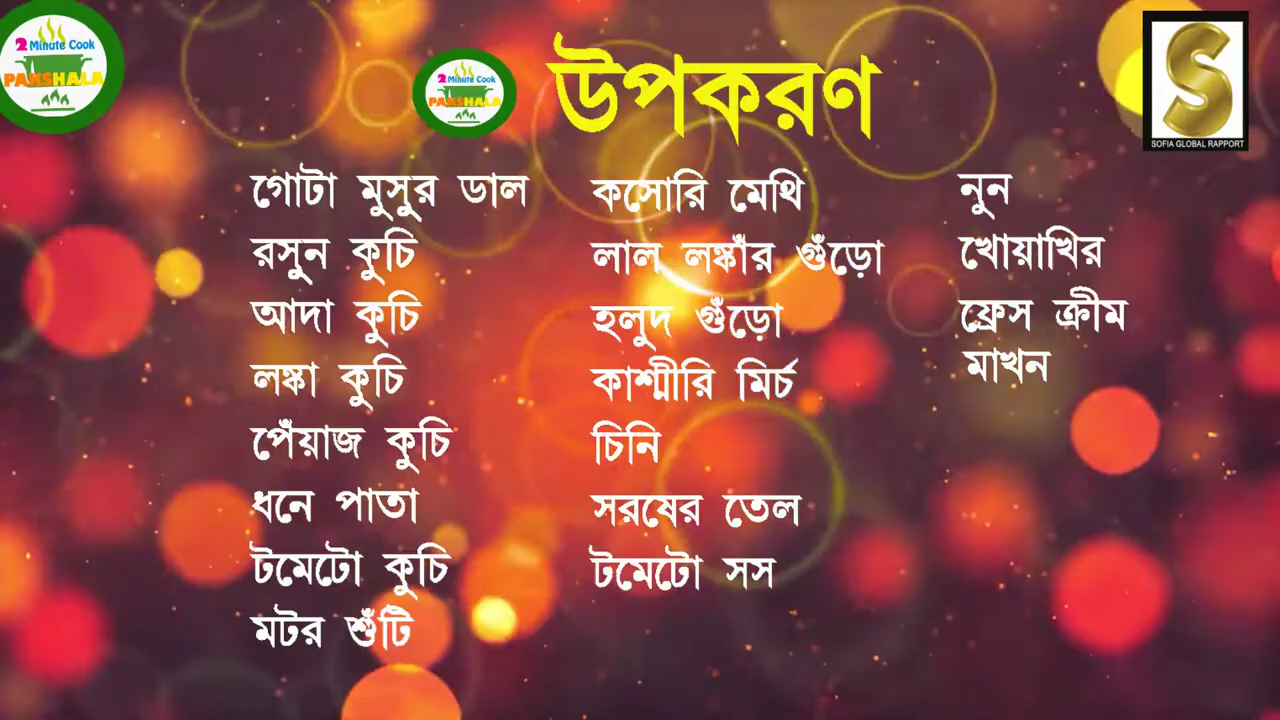 2 Minute Cook
PAKSHALA
2 Minute Cook
PAKSHALA
উপকরণ
S
SOFIA GLOBAL RAPPORT
গোটা মুসুর ডাল
রসুন কুচি
আদা কুচি
লঙ্কা কুচি
পেঁয়াজ কুচি
ধনে পাতা
টমেটো কুচি
মটর শুঁটি
কসোরি মেথি
লাল লঙ্কাঁর গুঁড়ো
হলুদ গুঁড়ো
কাশ্মীরি মির্চ
চিনি
সরষের তেল
টমেটো সস
নুন
খোয়াখির
ফ্রেস ক্রীম
মাখন